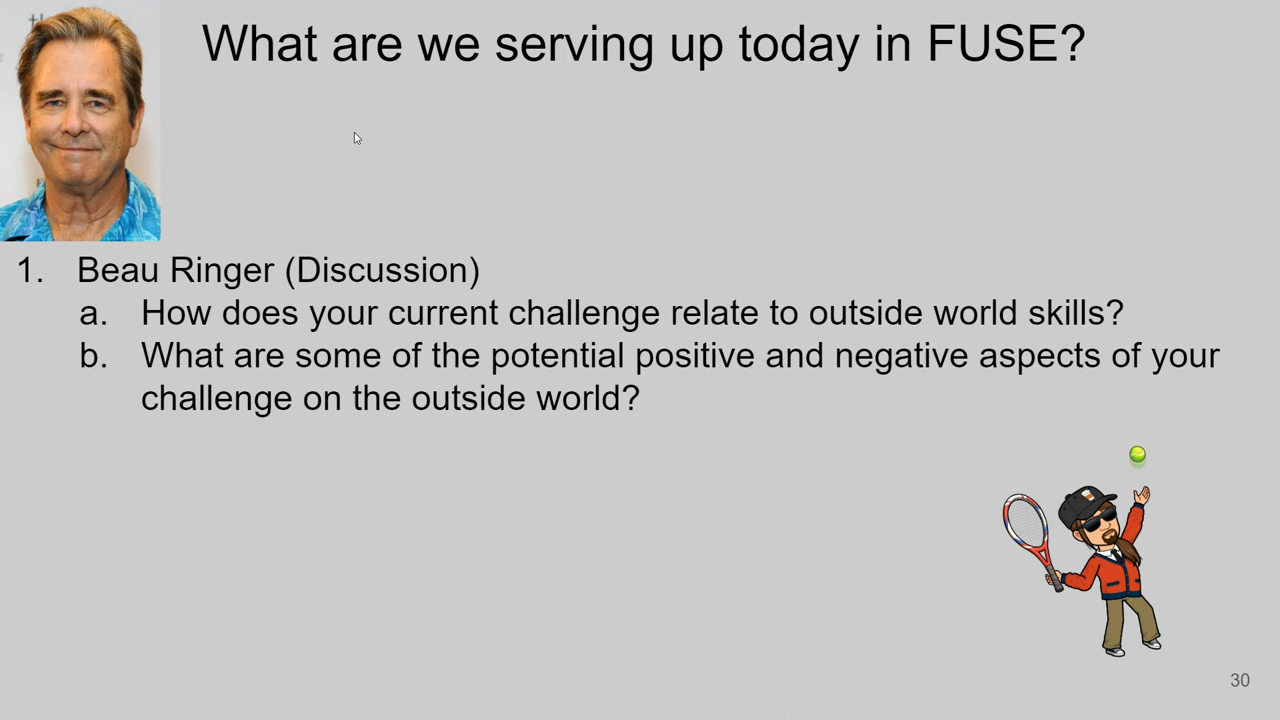 What are we serving up today in FUSE?
1. Beau Ringer (Discussion)
a. How does your current challenge relate to outside world skills?
b. What are some of the potential positive and negative aspects of your
challenge on the outside world?
30